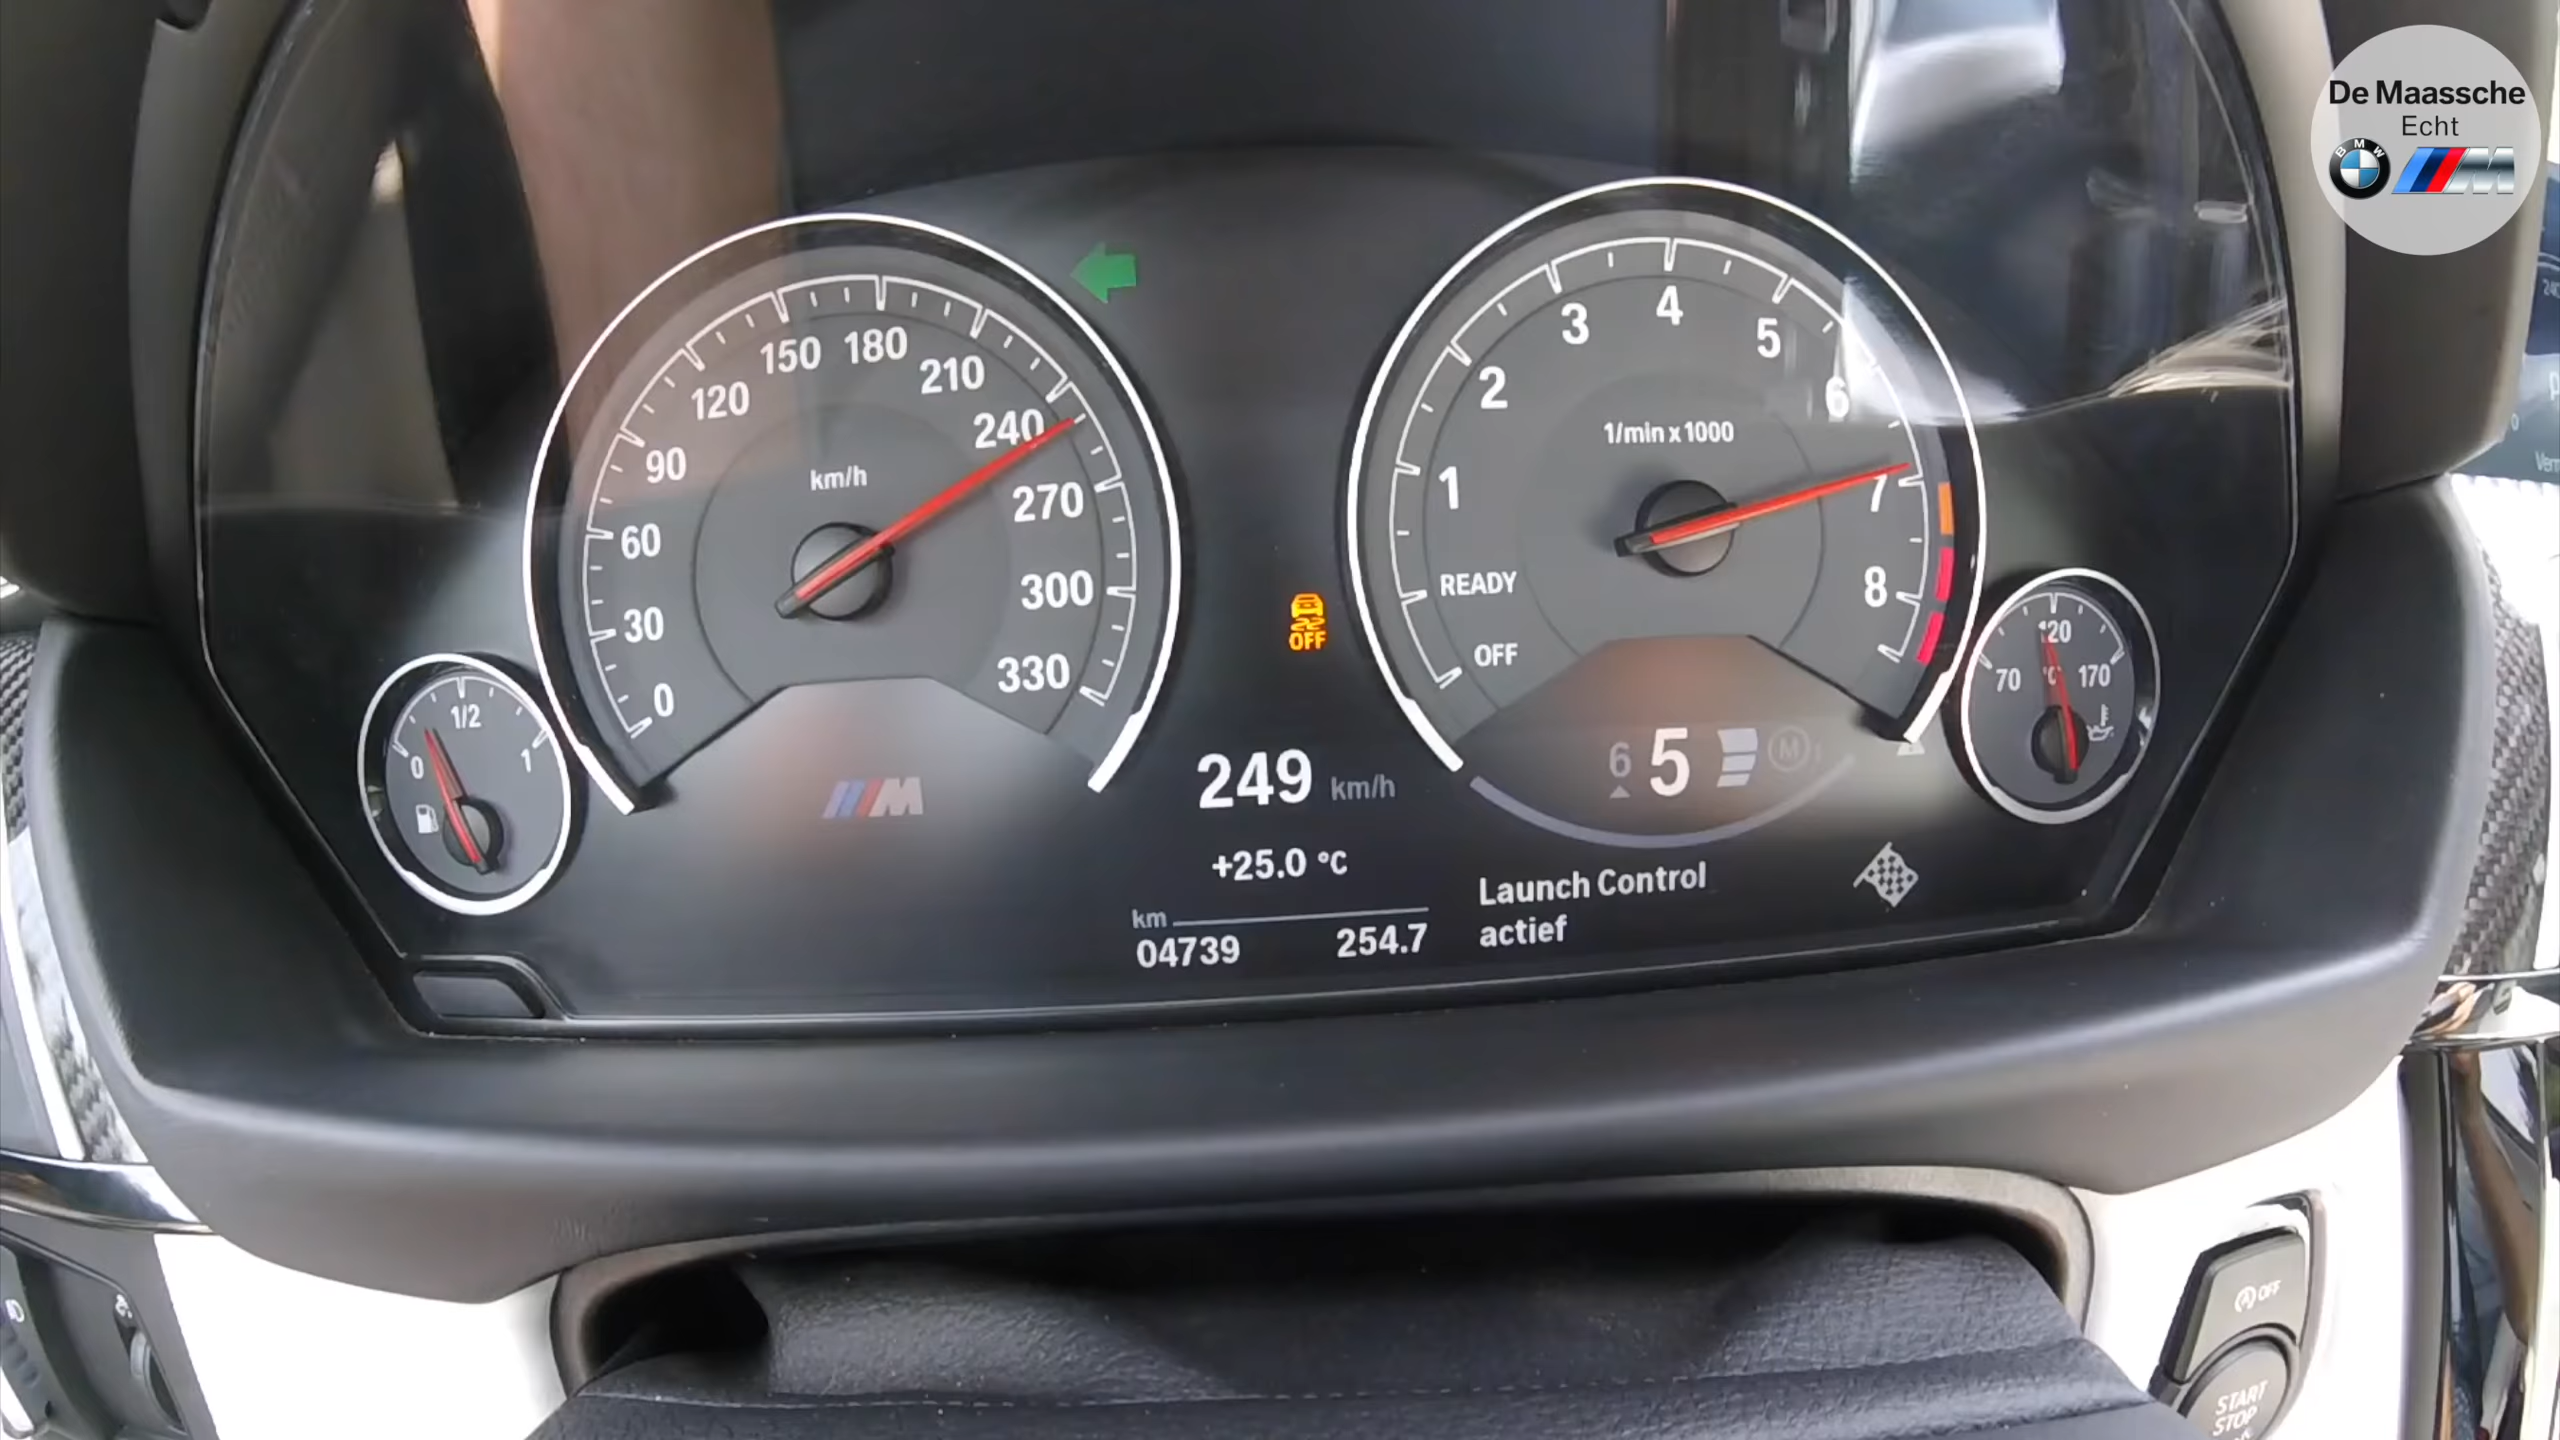 De Maassche
Echt
BMW
M
0
30
60
90
120
150
180
210
240
270
300
330
km/h
OFF
READY
1
2
3
4
5
6
7
8
1/min x 1000
0
1/2
1
70
120
170
°C
M
OFF
249 km/h
+25.0 °C
km
04739 254.7
6 5 M
Launch Control
actief
OFF
START
STOP